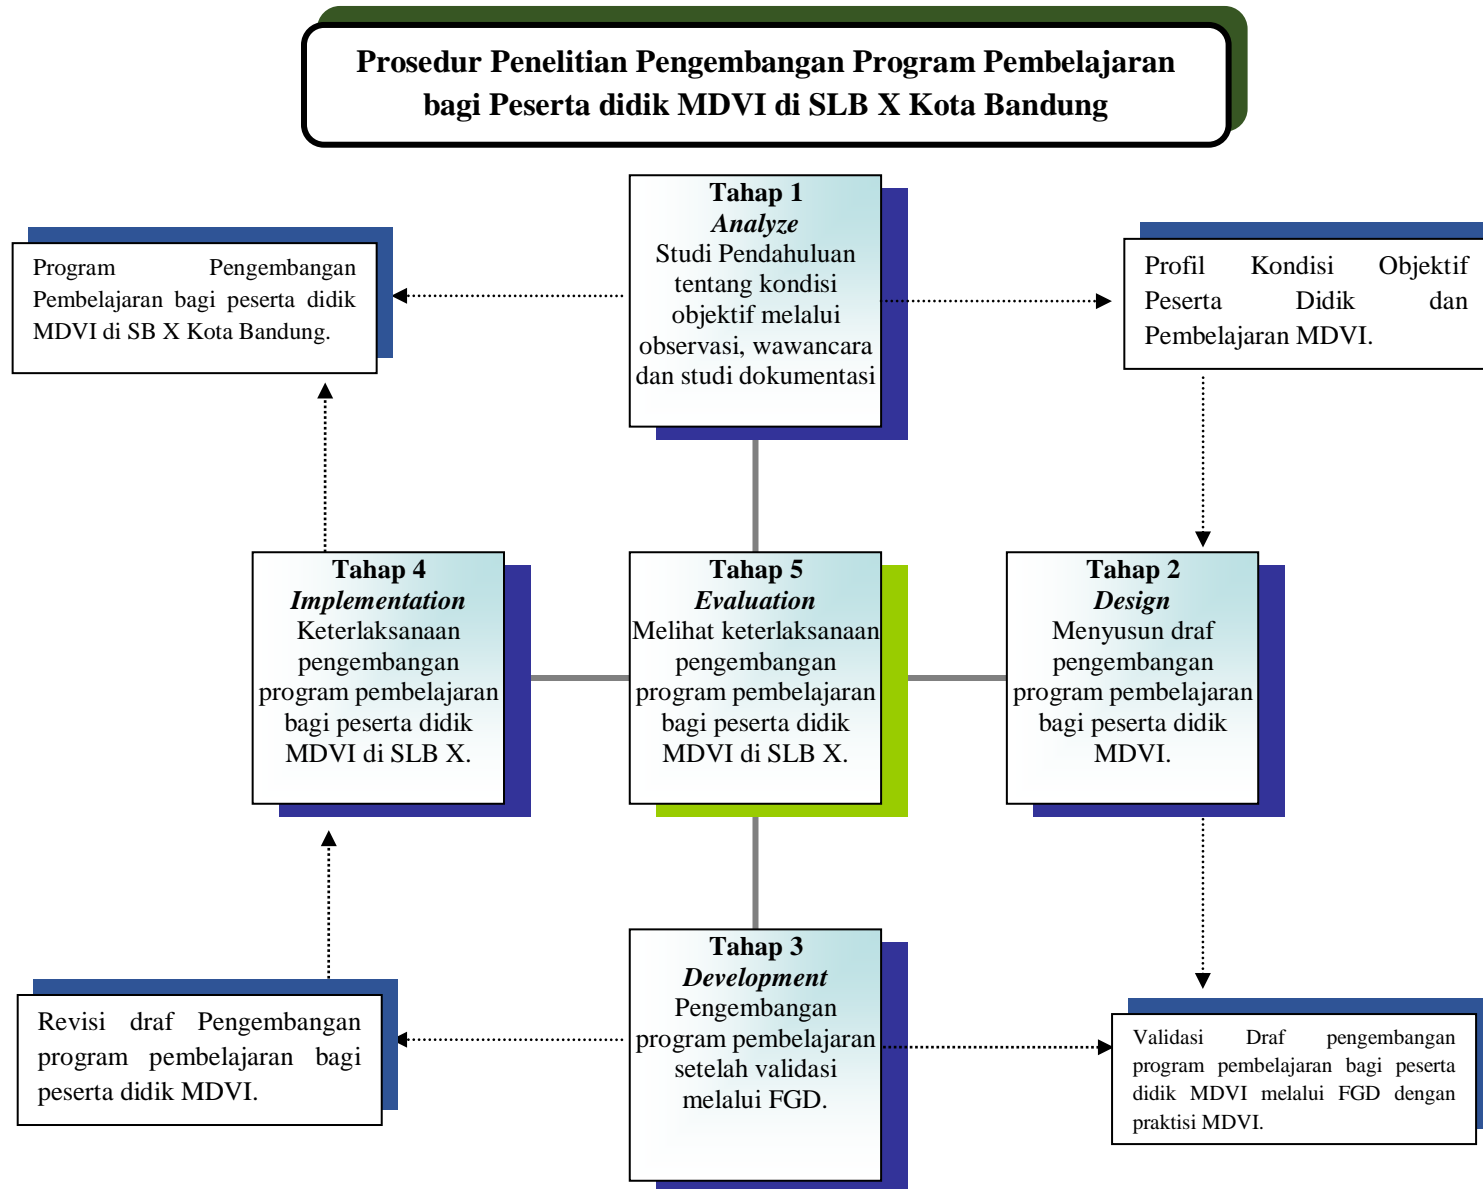 Prosedur Penelitian Pengembangan Program Pembelajaran
bagi Peserta didik MDVI di SLB X Kota Bandung
Tahap 1
Analyze
Studi Pendahuluan
tentang kondisi
objektif melalui
observasi, wawancara
dan studi dokumentasi
Program Pengembangan
Pembelajaran bagi peserta didik
MDVI di SB X Kota Bandung.
Profil Kondisi Objektif
Peserta Didik dan
Pembelajaran MDVI.
Tahap 4
Implementation
Keterlaksanaan
pengembangan
program pembelajaran
bagi peserta didik
MDVI di SLB X.
Tahap 5
Evaluation
Melihat keterlaksanaan
pengembangan
program pembelajaran
bagi peserta didik
MDVI di SLB X.
Tahap 2
Design
Menyusun draf
pengembangan
program pembelajaran
bagi peserta didik
MDVI.
Tahap 3
Development
Pengembangan
program pembelajaran
setelah validasi
melalui FGD.
Revisi draf Pengembangan
program pembelajaran bagi
peserta didik MDVI.
Validasi Draf pengembangan
program pembelajaran bagi peserta
didik MDVI melalui FGD dengan
praktisi MDVI.